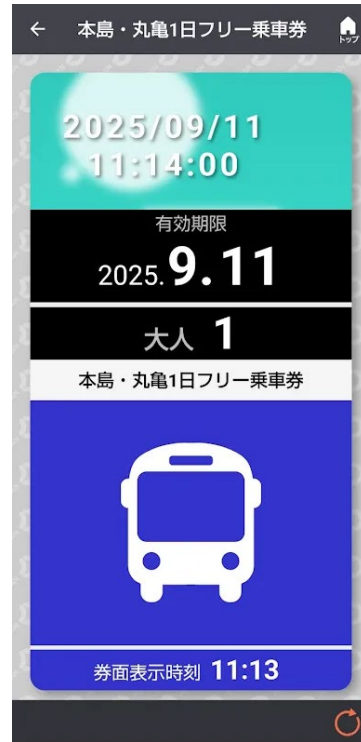 本島・丸亀1日フリー乗車券
トップ
2025/09/11
11:14:00
有効期限
2025.9.11
大人 1
本島・丸亀1日フリー乗車券
券面表示時刻 11:13